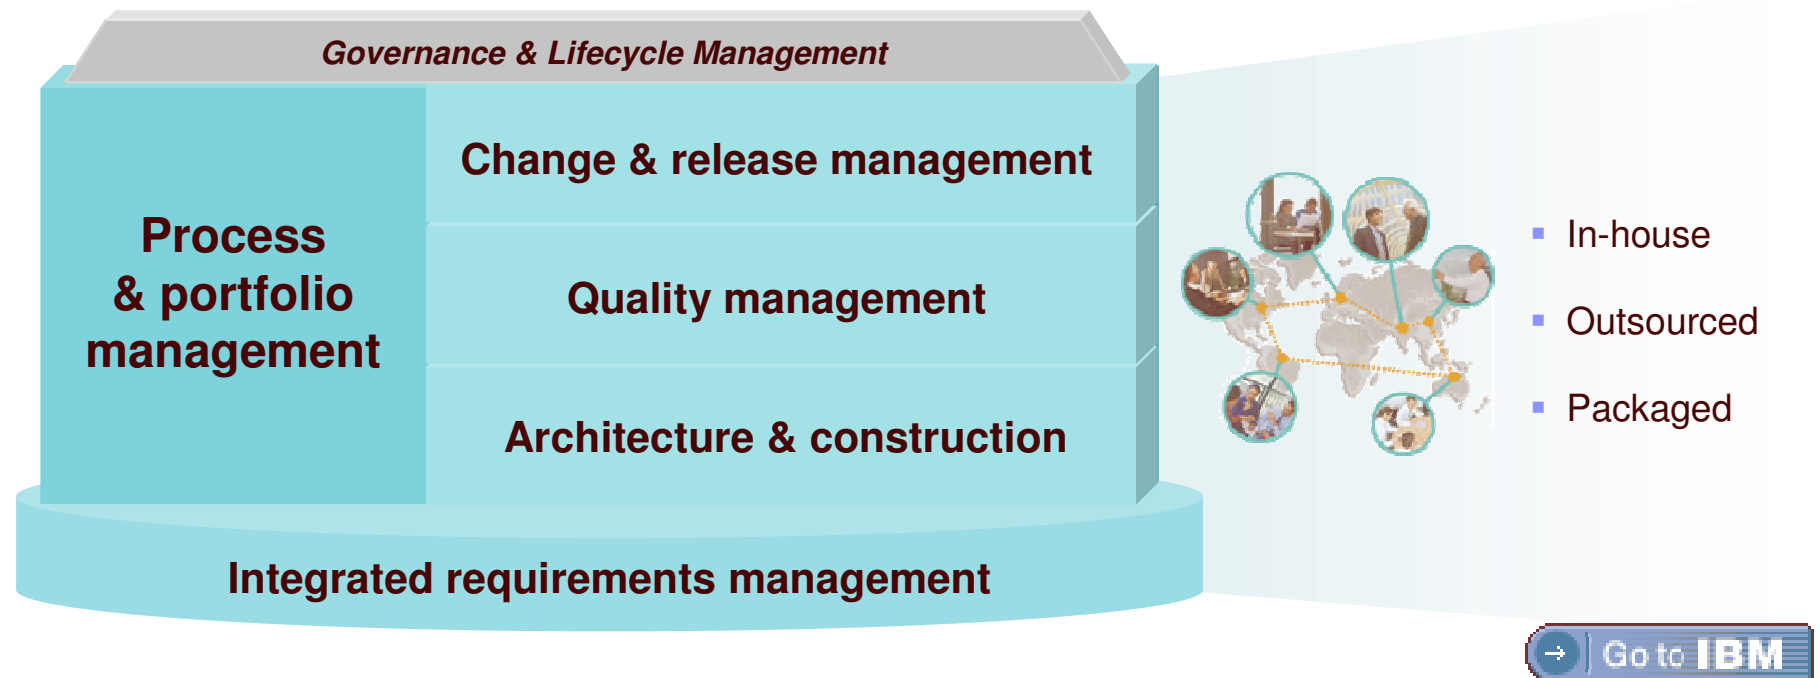 Governance & Lifecycle Management
Process
& portfolio
management
Change & release management
Quality management
Architecture & construction
Integrated requirements management
In-house
Outsourced
Packaged
Go to IBM